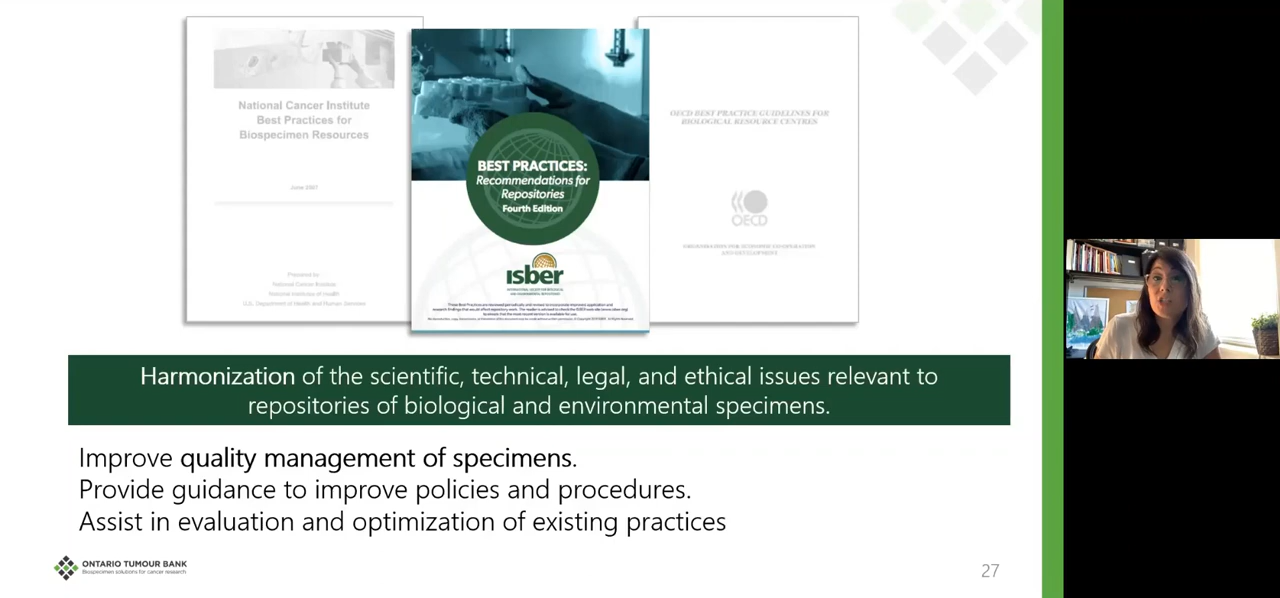 National Cancer Institute
Best Practices for
Biospecimen Resources
June 2007
Prepared by:
National Cancer Institute
National Institutes of Health
U.S. Department of Health and Human Services
BEST PRACTICES:
Recommendations for
Repositories
Fourth Edition
isber
INTERNATIONAL SOCIETY FOR BIOLOGICAL
AND ENVIRONMENTAL REPOSITORIES
OECD BEST PRACTICE GUIDELINES FOR
BIOLOGICAL RESOURCE CENTRES
OECD
ORGANISATION FOR ECONOMIC CO-OPERATION
AND DEVELOPMENT
Harmonization of the scientific, technical, legal, and ethical issues relevant to
repositories of biological and environmental specimens.
Improve quality management of specimens.
Provide guidance to improve policies and procedures.
Assist in evaluation and optimization of existing practices
ONTARIO TUMOUR BANK
Biospecimen solutions for cancer research
27